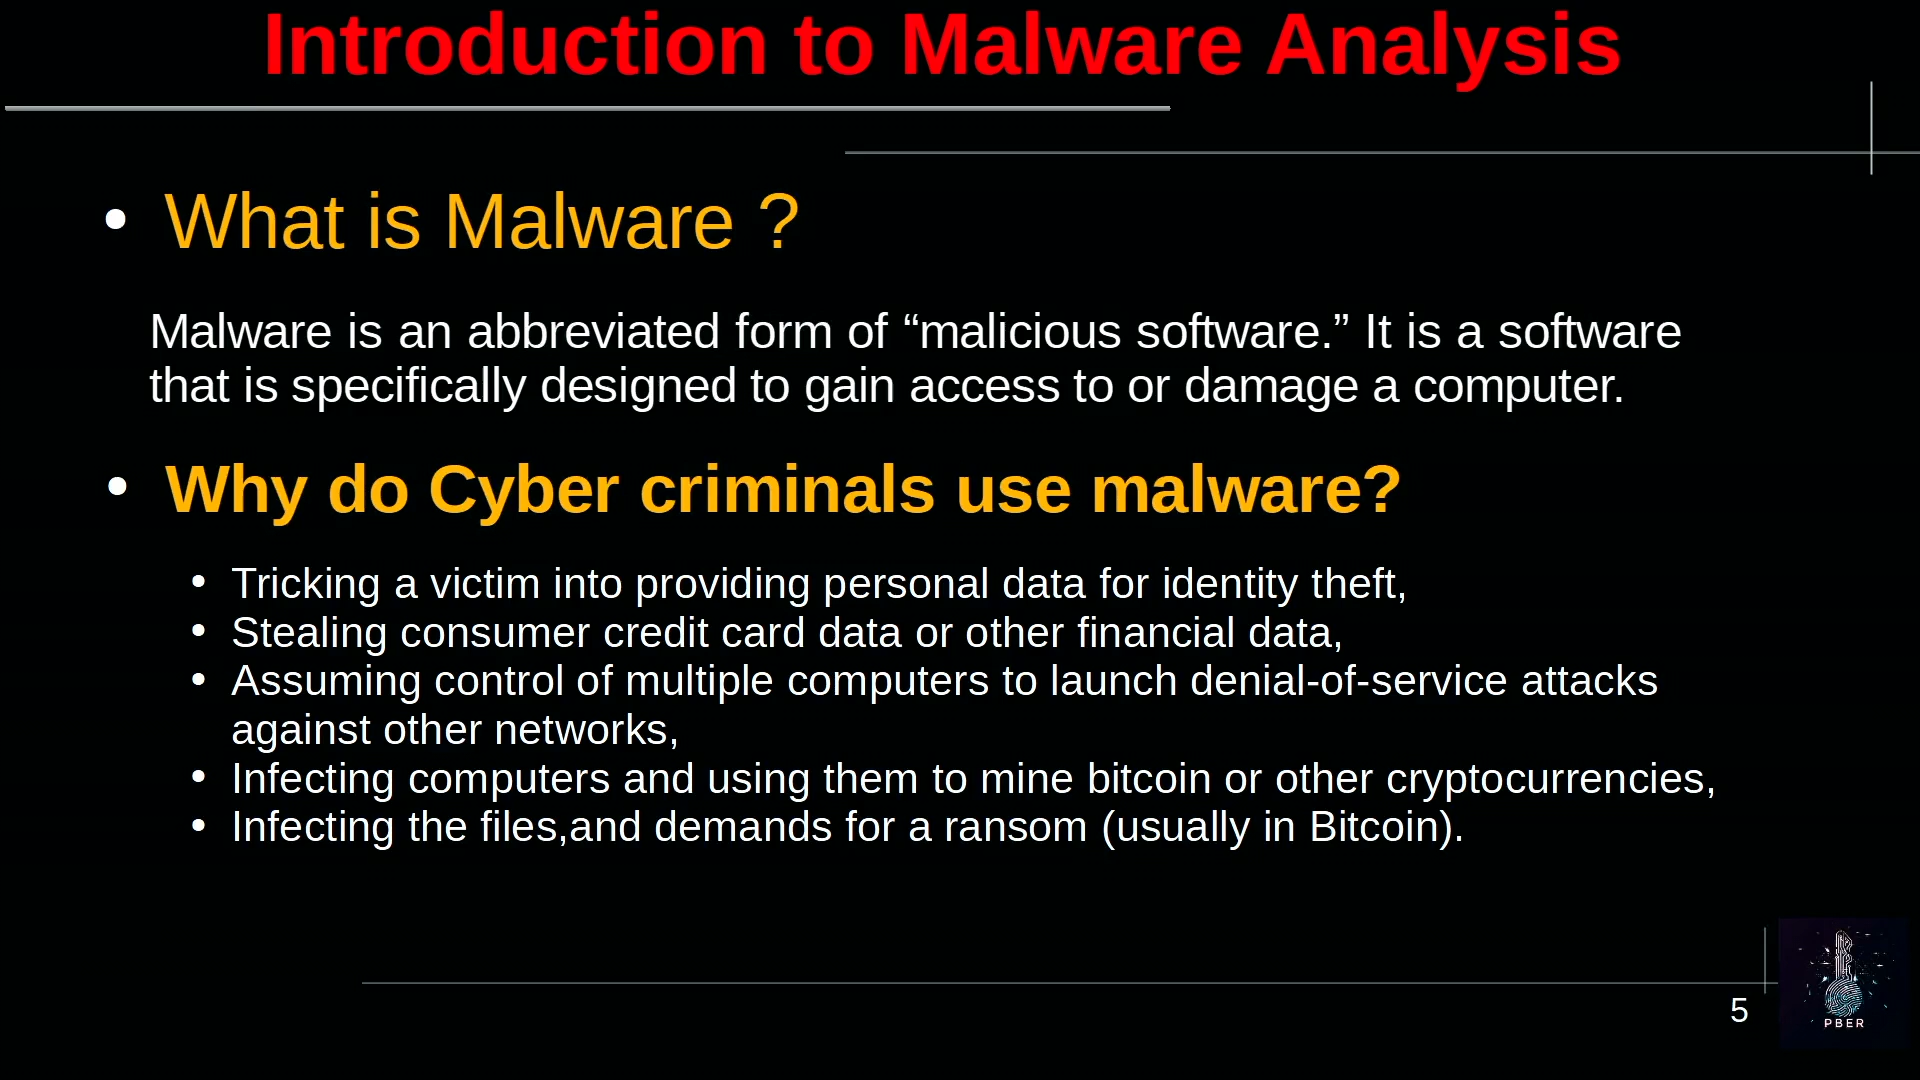 Introduction to Malware Analysis
• What is Malware ?
Malware is an abbreviated form of “malicious software.” It is a software
that is specifically designed to gain access to or damage a computer.
• Why do Cyber criminals use malware?
• Tricking a victim into providing personal data for identity theft,
• Stealing consumer credit card data or other financial data,
• Assuming control of multiple computers to launch denial-of-service attacks
against other networks,
• Infecting computers and using them to mine bitcoin or other cryptocurrencies,
• Infecting the files,and demands for a ransom (usually in Bitcoin).
5
PBER